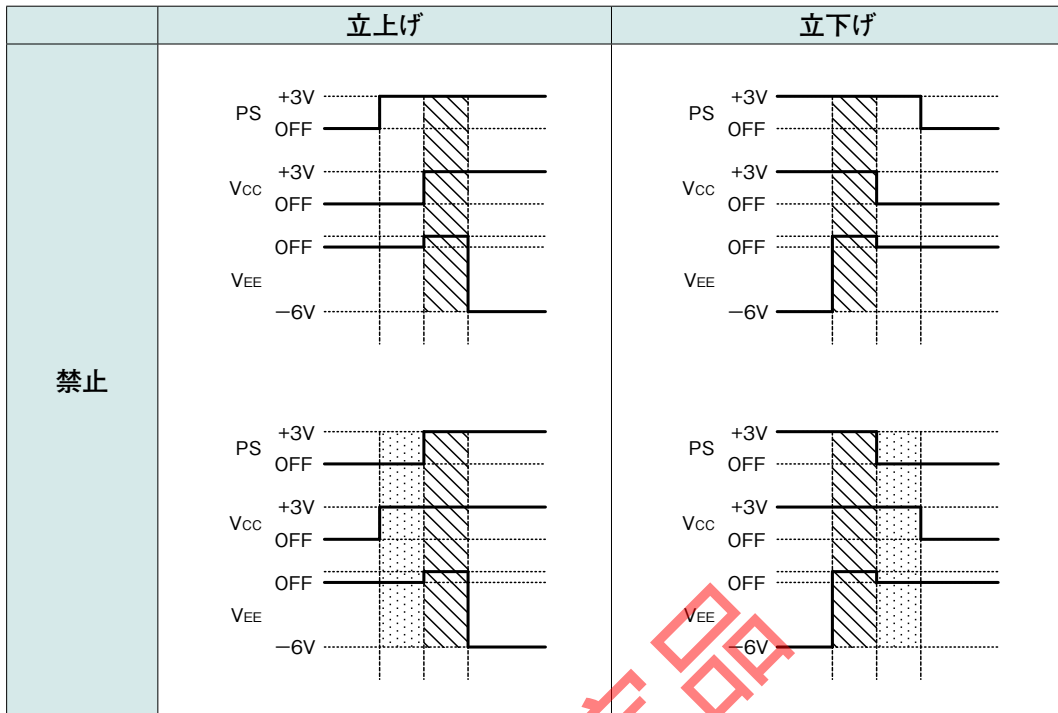 立上げ
立下げ
禁止
PS
+3V
OFF
VCC
+3V
OFF
OFF
VEE
−6V
PS
+3V
OFF
VCC
+3V
OFF
OFF
VEE
−6V
PS
+3V
OFF
VCC
+3V
OFF
OFF
VEE
−6V
PS
+3V
OFF
VCC
+3V
OFF
OFF
VEE
−6V
品